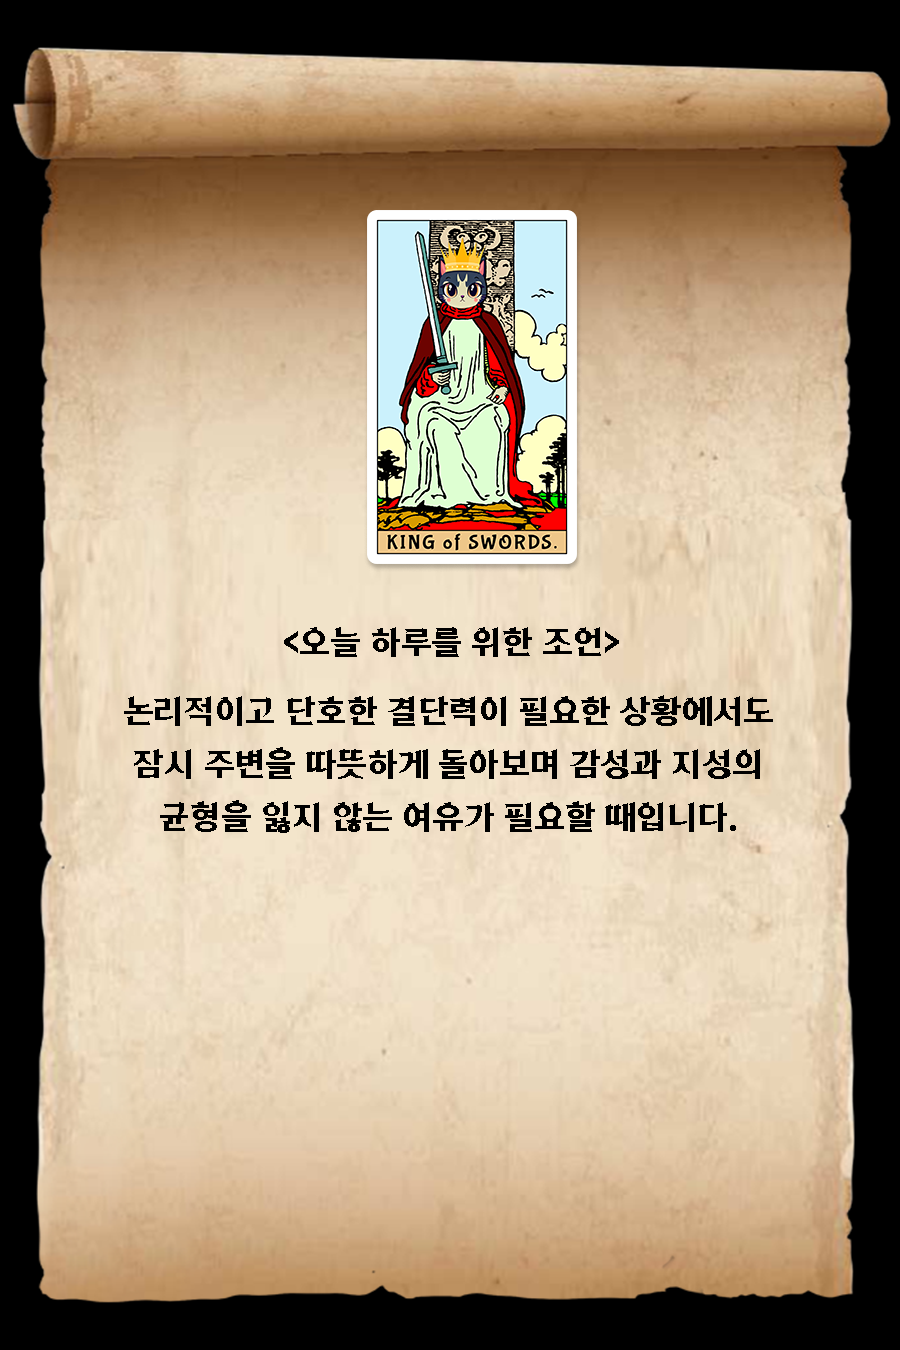 KING of SWORDS.
<오늘 하루를 위한 조언>
논리적이고 단호한 결단력이 필요한 상황에서도
잠시 주변을 따뜻하게 돌아보며 감성과 지성의
균형을 잃지 않는 여유가 필요할 때입니다.